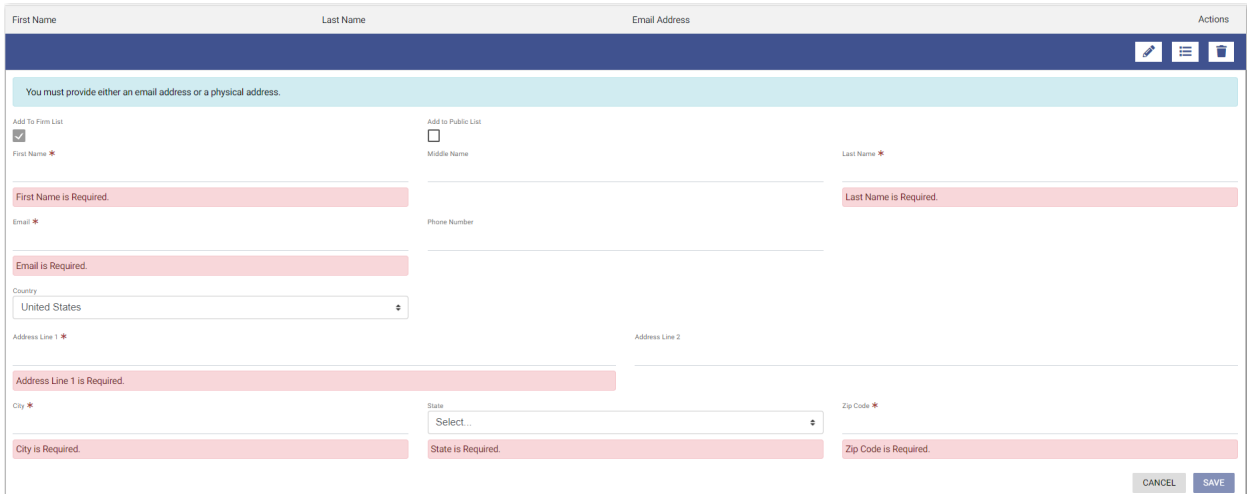 First Name Last Name Email Address Actions
You must provide either an email address or a physical address.
Add To Firm List Add to Public List
First Name * Middle Name Last Name *
First Name is Required. Last Name is Required.
Email * Phone Number
Email is Required.
Country
United States
Address Line 1 * Address Line 2
Address Line 1 is Required.
City * State Zip Code *
Select...
City is Required. State is Required. Zip Code is Required.
CANCEL SAVE